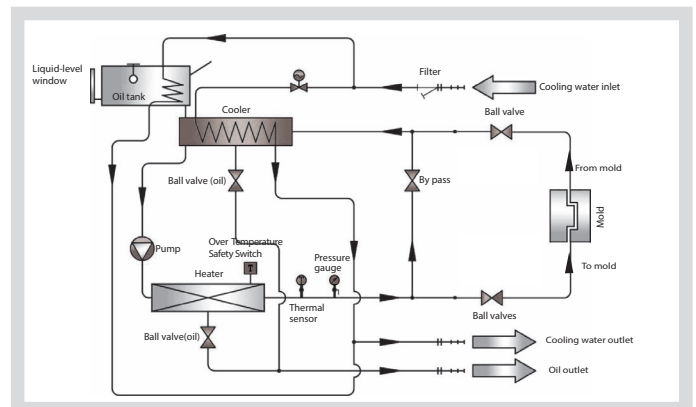 Liquid-level
window
Oil tank
Filter
Cooling water inlet
Cooler
Ball valve
Ball valve (oil)
By pass
From mold
Mold
Pump
Over Temperature
Safety Switch
T
Heater
Pressure
gauge
To mold
Thermal
sensor
Ball valves
Ball valve(oil)
Cooling water outlet
Oil outlet